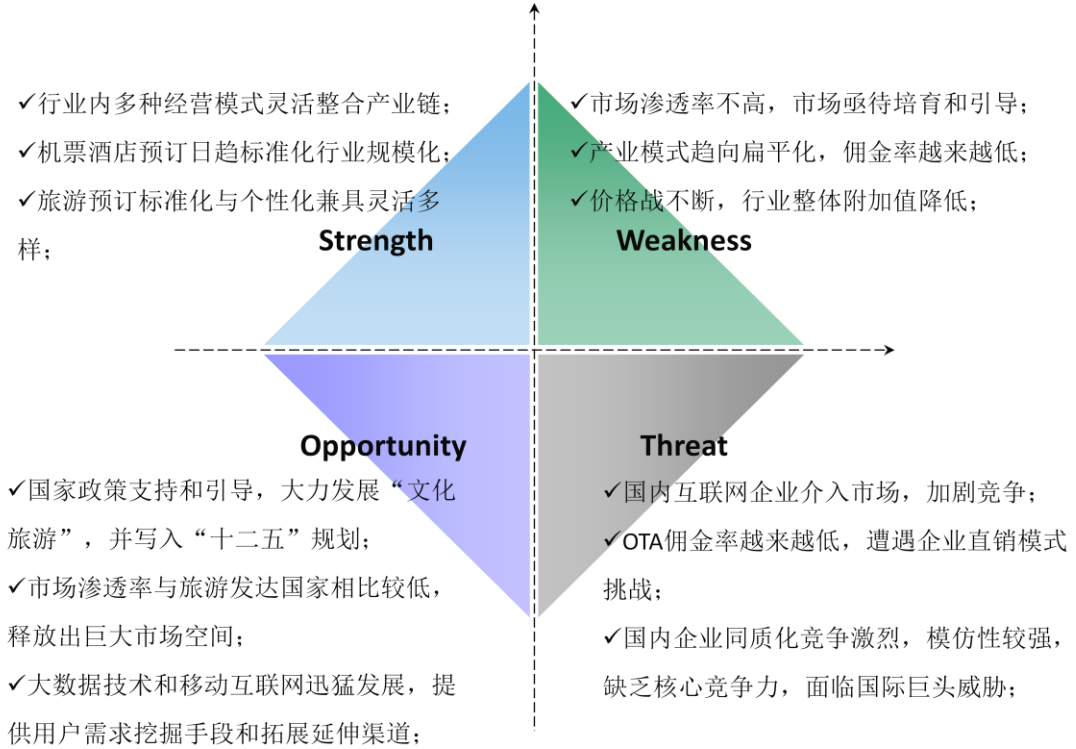 ✓行业内多种经营模式灵活整合产业链；
✓机票酒店预订日趋标准化行业规模化；
✓旅游预订标准化与个性化兼具灵活多
样；
Strength
✓市场渗透率不高，市场亟待培育和引导；
✓产业模式趋向扁平化，佣金率越来越低；
✓价格战不断，行业整体附加值降低；
Weakness
Opportunity
✓国家政策支持和引导，大力发展“文化
旅游”，并写入“十二五”规划；
✓市场渗透率与旅游发达国家相比较低，
释放出巨大市场空间；
✓大数据技术和移动互联网迅猛发展，提
供用户需求挖掘手段和拓展延伸渠道；
Threat
✓国内互联网企业介入市场，加剧竞争；
✓OTA佣金率越来越低，遭遇企业直销模式
挑战；
✓国内企业同质化竞争激烈，模仿性较强，
缺乏核心竞争力，面临国际巨头威胁；